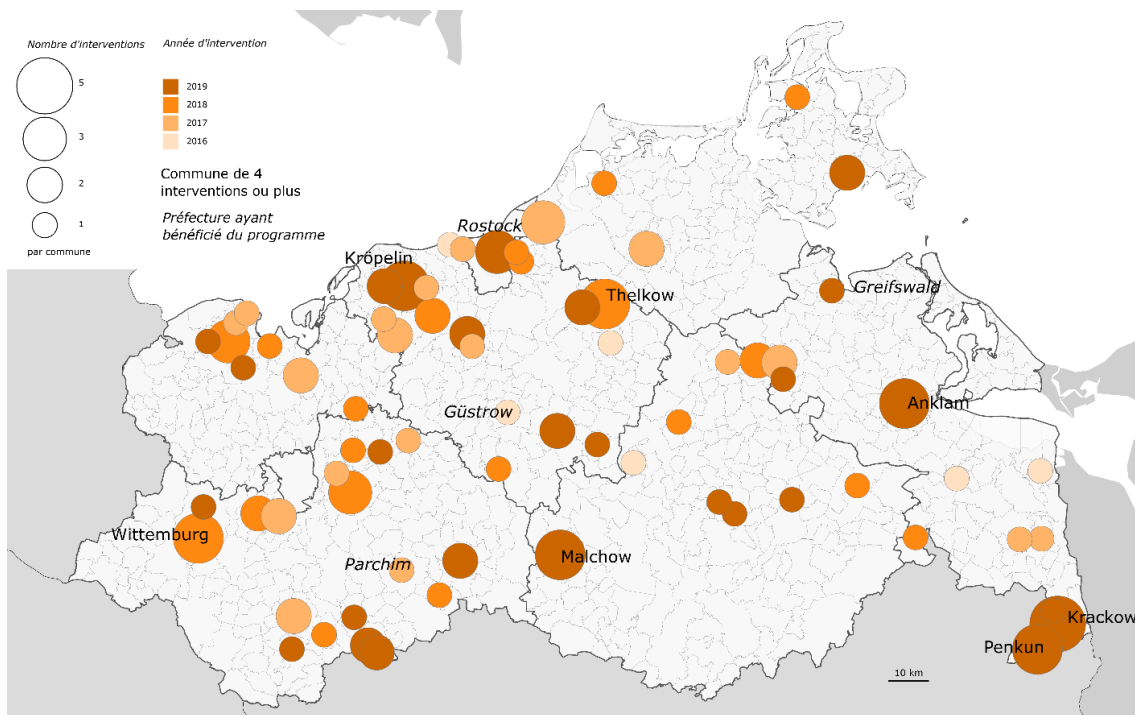 Nombre d'interventions
Année d'intervention
5
3
2
1
par commune
2019
2018
2017
2016
Commune de 4
interventions ou plus
Préfecture ayant
bénéficié du programme
Rostock
Kröpelin
Greifswald
Thelkow
Anklam
Güstrow
Wittemburg
Malchow
Parchim
Krackow
Penkun
10 km